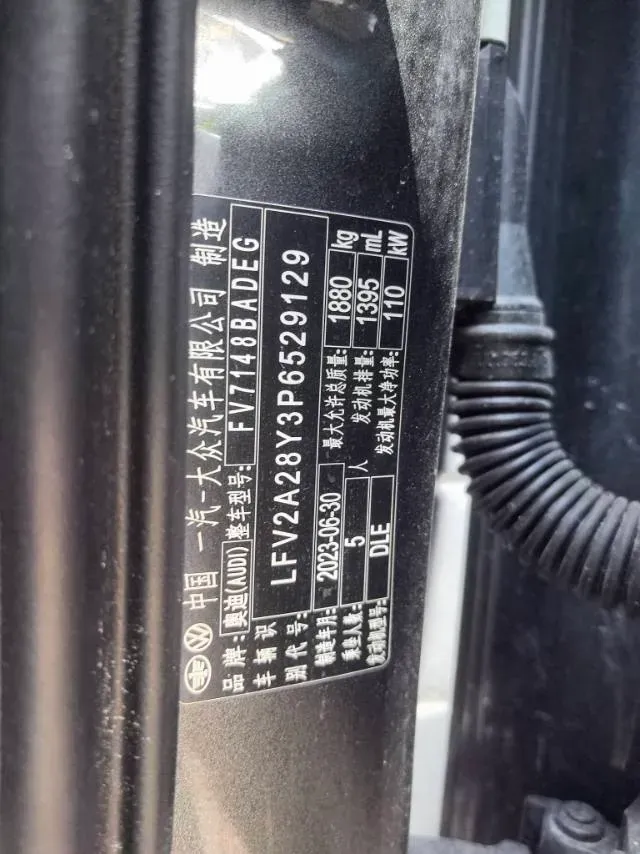 中国 一汽-大众汽车有限公司 制造
品牌: 奥迪(AUDI) 整车型号: FV7148BADEG
车辆识别代号: LFV2A28Y3P6529129
制造年月: 2023-06-30 最大允许总质量: 1880 kg
乘坐人数: 5 人 发动机排量: 1395 mL
发动机型号: DLE 发动机最大净功率: 110 kW